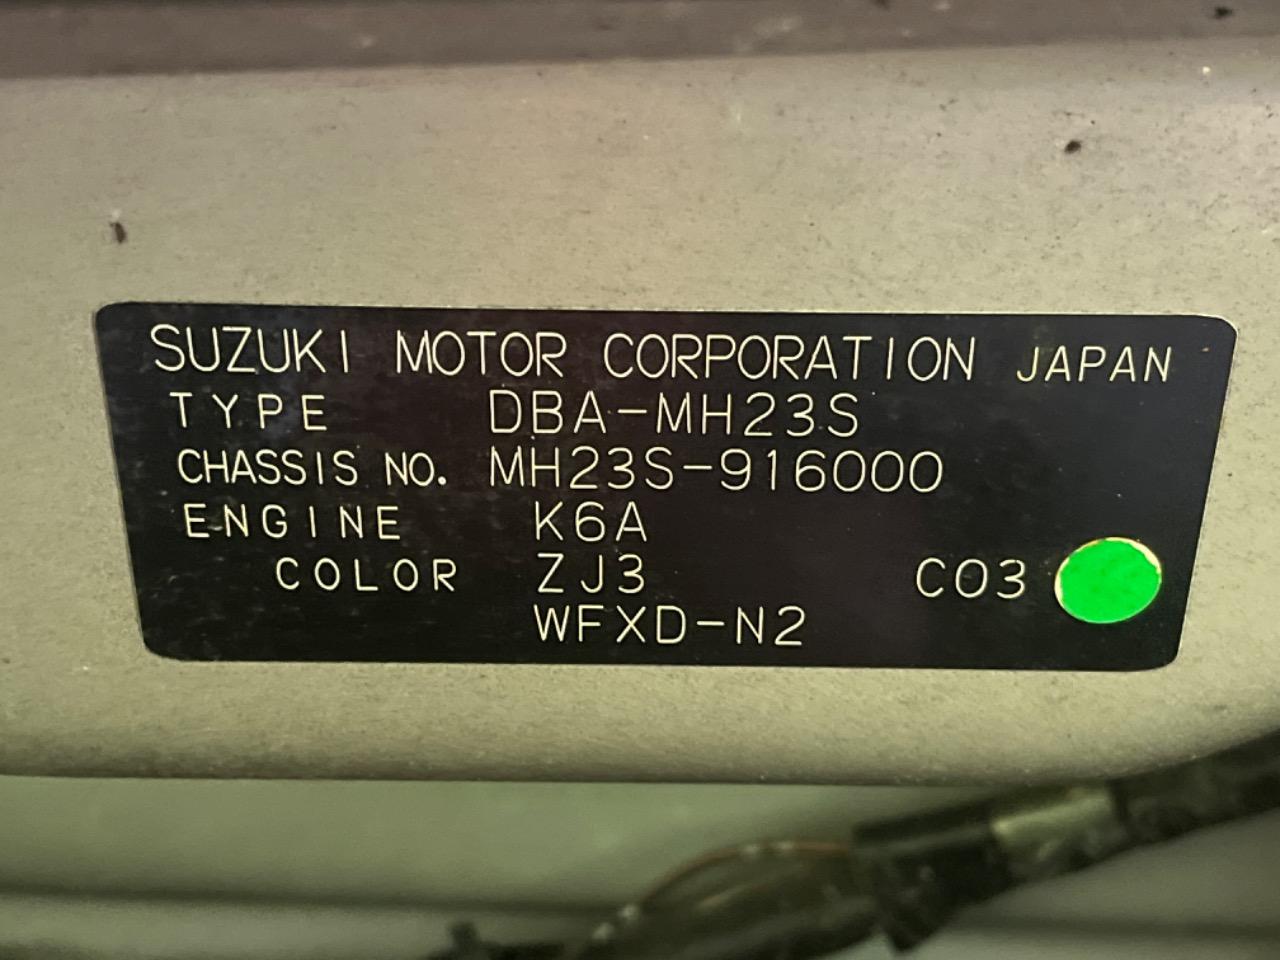 SUZUKI MOTOR CORPORATION JAPAN
TYPE DBA-MH23S
CHASSIS NO. MH23S-916000
ENGINE K6A
COLOR ZJ3 C03
WFXD-N2